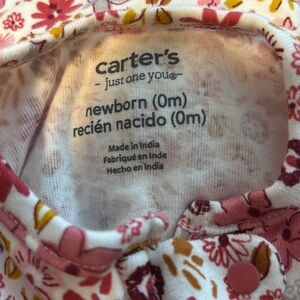 carter's
just one you®
newborn (0m)
recién nacido (0m)
Made in India
Fabriqué en Inde
Hecho en India